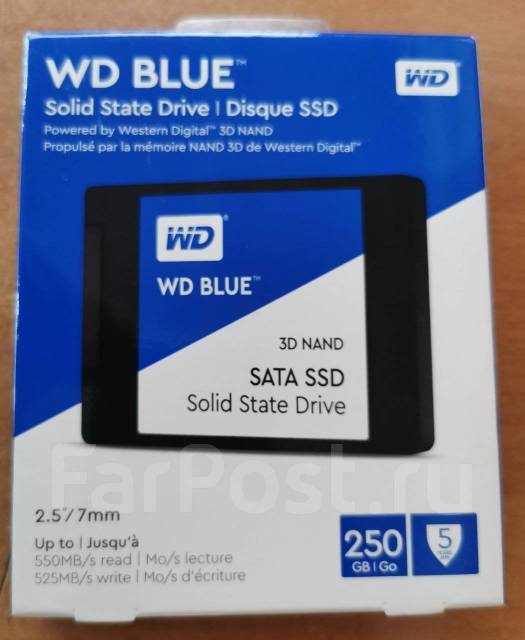 WD BLUE™
WD
Solid State Drive | Disque SSD
Powered by Western Digital™ 3D NAND
Propulsé par la mémoire NAND 3D de Western Digital™
WD®
WD BLUE™
3D NAND
SATA SSD
Solid State Drive
FarPost.ru
2.5"/7mm
Up to | Jusqu'à
550MB/s read | Mo/s lecture
525MB/s write | Mo/s d'écriture
250
GB | Go
5